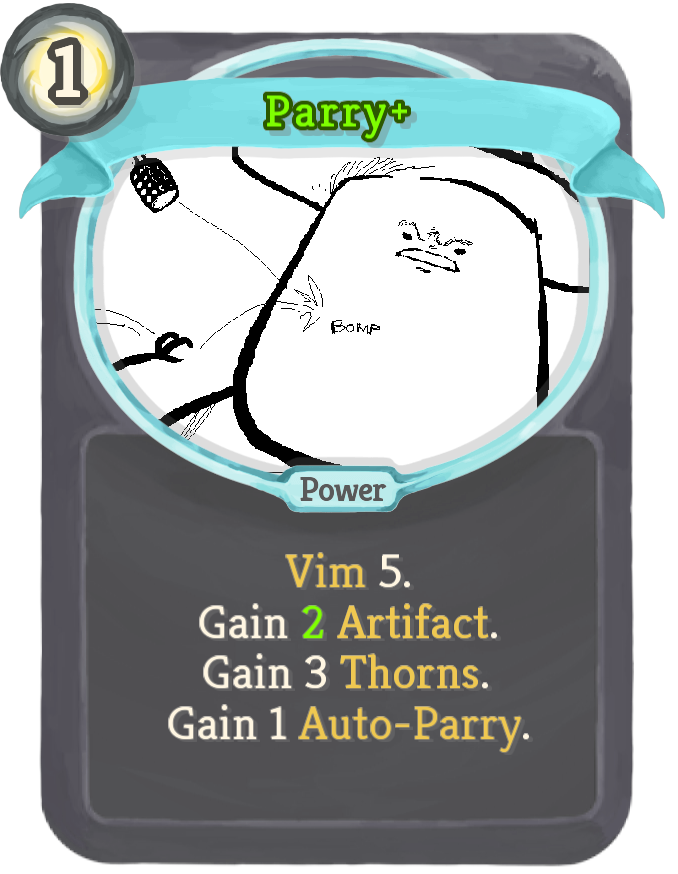 1
Parry+
BOMP
Power
Vim 5.
Gain 2 Artifact.
Gain 3 Thorns.
Gain 1 Auto-Parry.